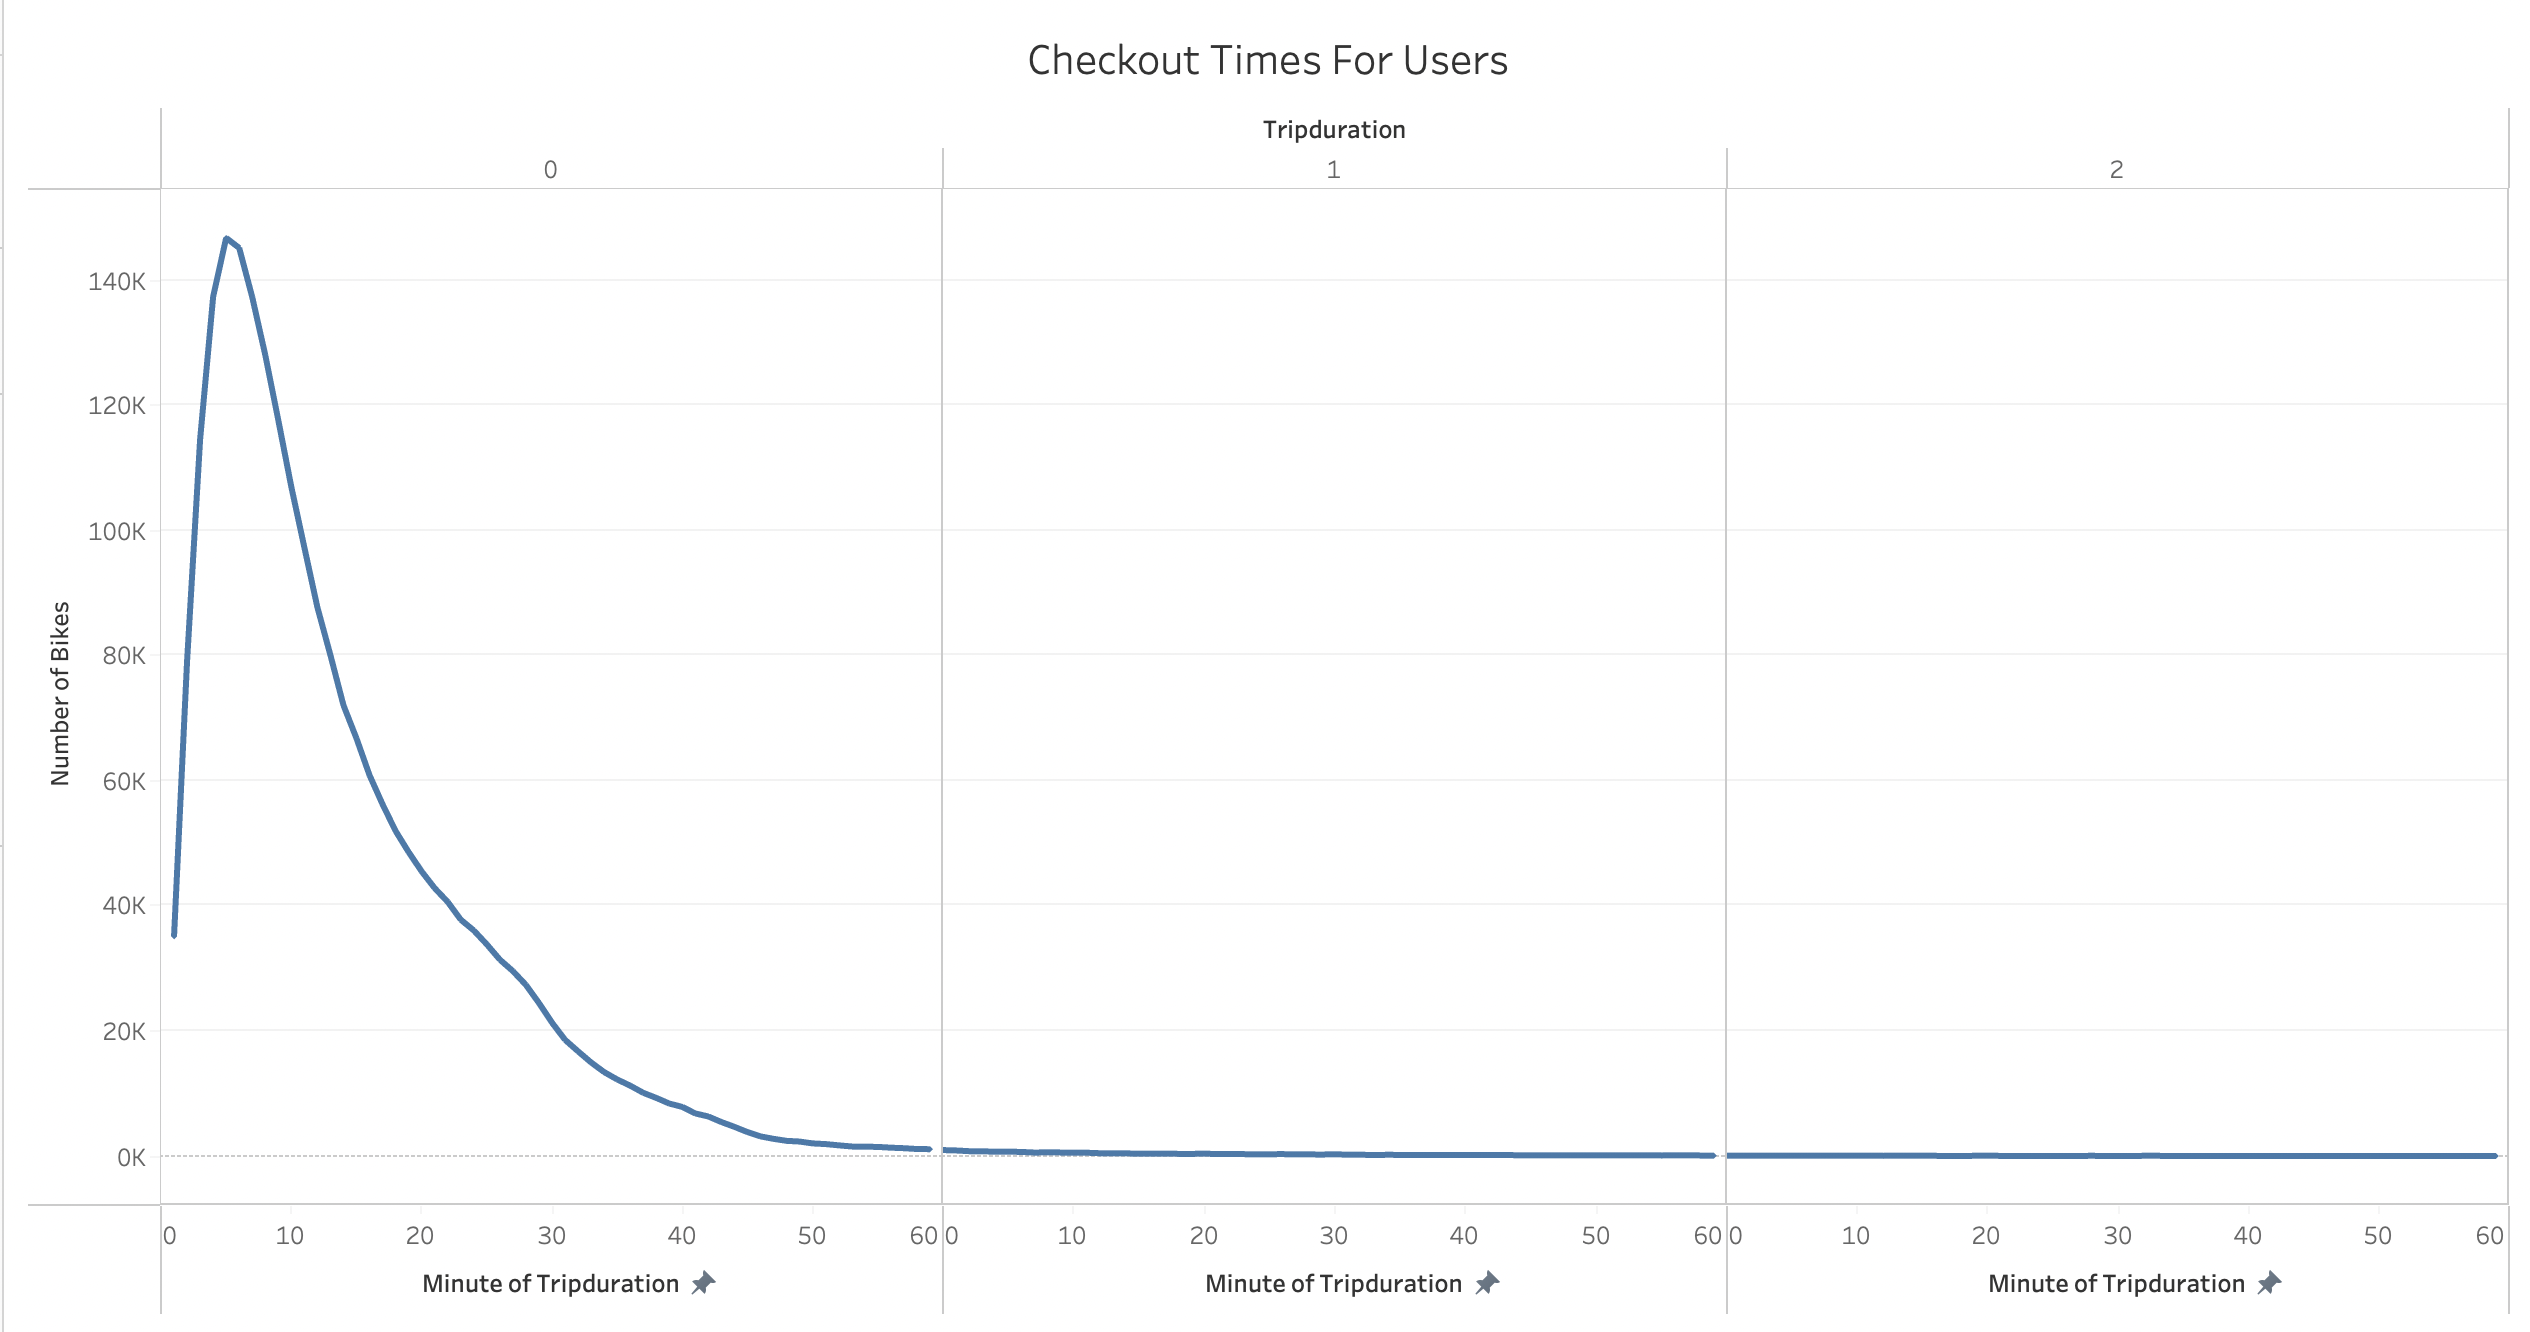 Checkout Times For Users
Tripduration
0 1 2
140K
120K
100K
80K
60K
40K
20K
0K
Number of Bikes
0 10 20 30 40 50 60 0 10 20 30 40 50 60 0 10 20 30 40 50 60
Minute of Tripduration Minute of Tripduration Minute of Tripduration